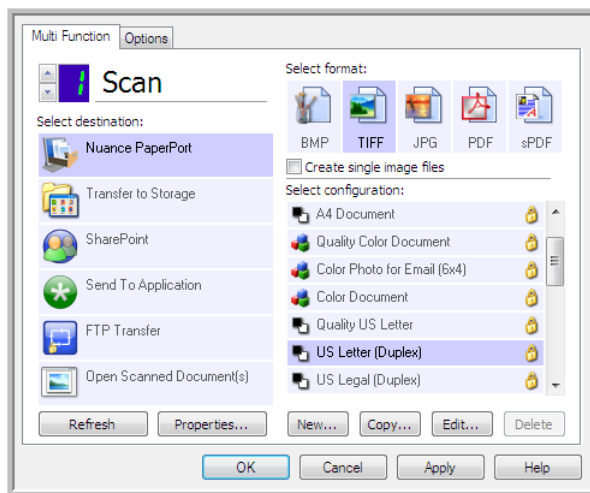 Multi Function
Options
1
Scan
Select destination:
Nuance PaperPort
Transfer to Storage
SharePoint
Send To Application
FTP Transfer
Open Scanned Document(s)
Refresh
Properties...
Select format:
BMP
TIFF
JPG
PDF
sPDF
Create single image files
Select configuration:
A4 Document
Quality Color Document
Color Photo for Email (6x4)
Color Document
Quality US Letter
US Letter (Duplex)
US Legal (Duplex)
New...
Copy...
Edit...
Delete
OK
Cancel
Apply
Help